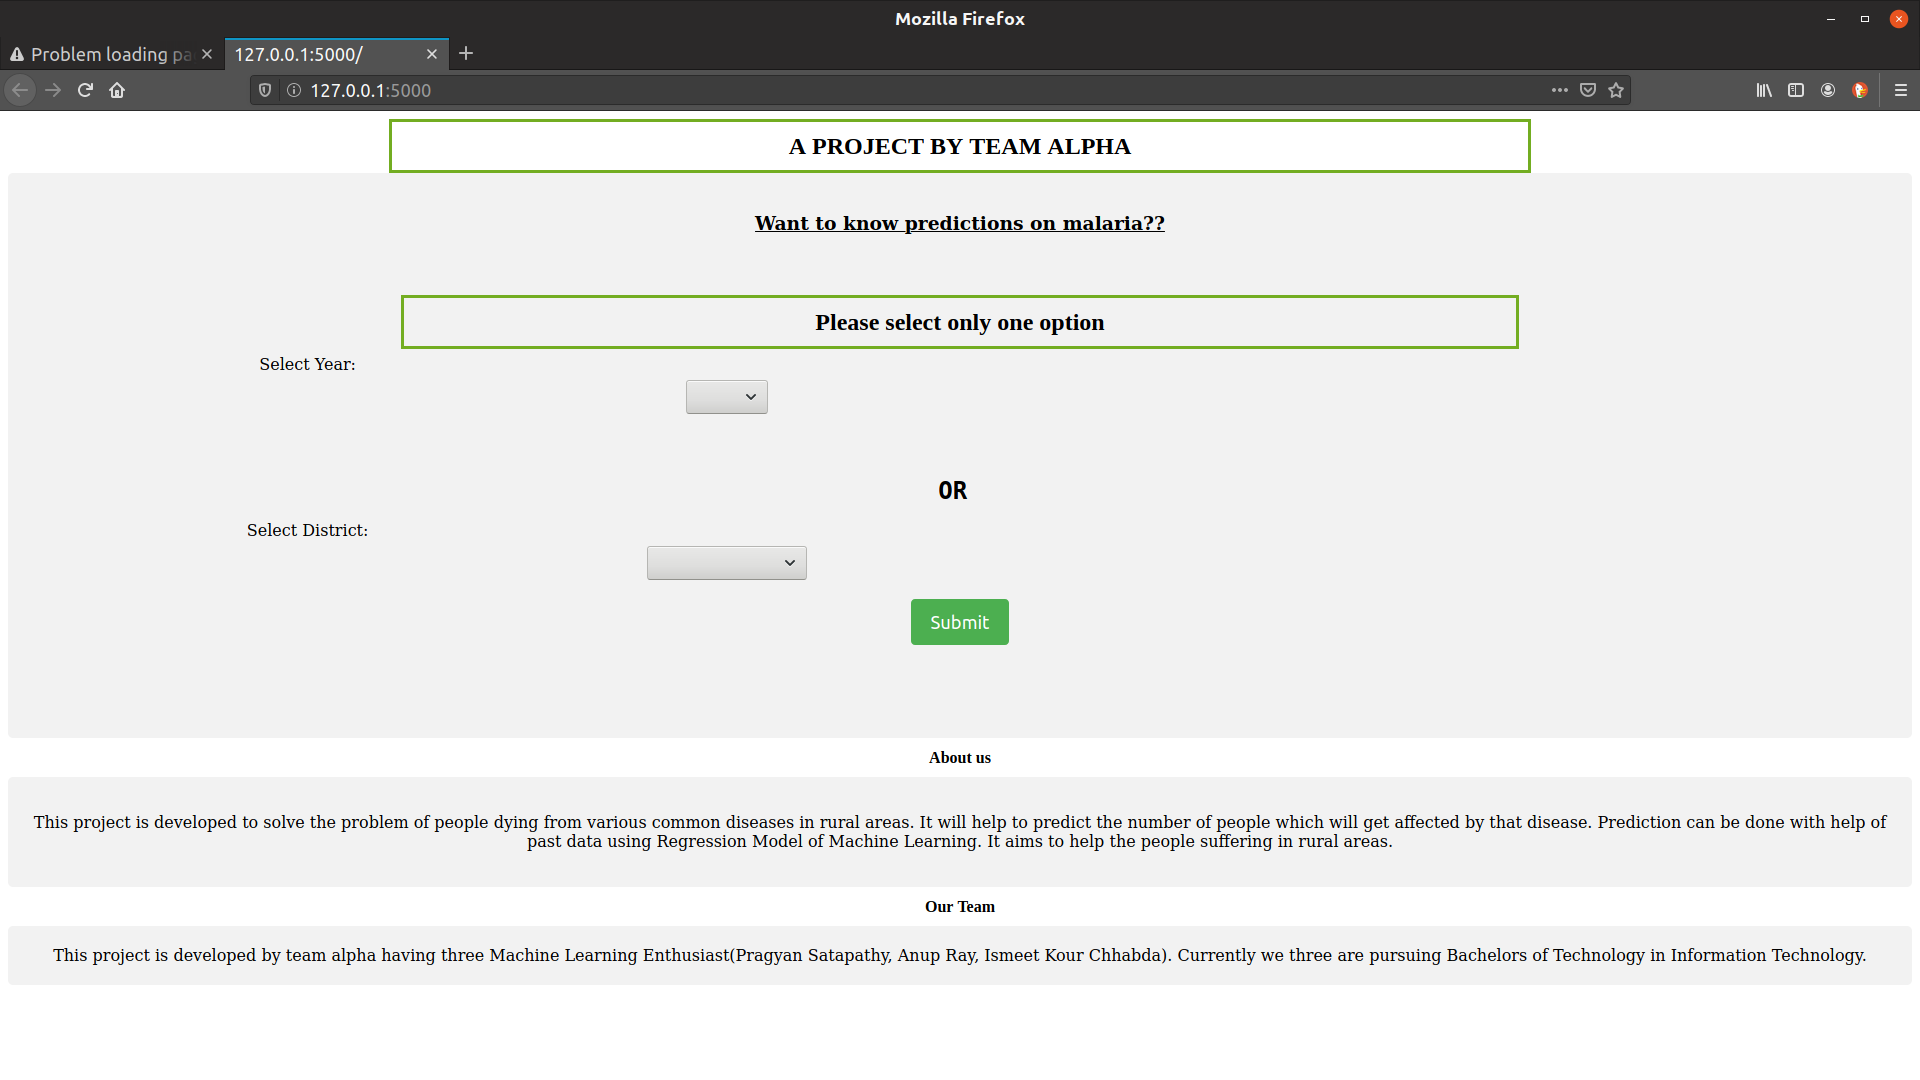 Mozilla Firefox
Problem loading pa
127.0.0.1:5000/
127.0.0.1:5000
A PROJECT BY TEAM ALPHA
Want to know predictions on malaria??
Please select only one option
Select Year:
OR
Select District:
Submit
About us
This project is developed to solve the problem of people dying from various common diseases in rural areas. It will help to predict the number of people which will get affected by that disease. Prediction can be done with help of
past data using Regression Model of Machine Learning. It aims to help the people suffering in rural areas.
Our Team
This project is developed by team alpha having three Machine Learning Enthusiast(Pragyan Satapathy, Anup Ray, Ismeet Kour Chhabda). Currently we three are pursuing Bachelors of Technology in Information Technology.